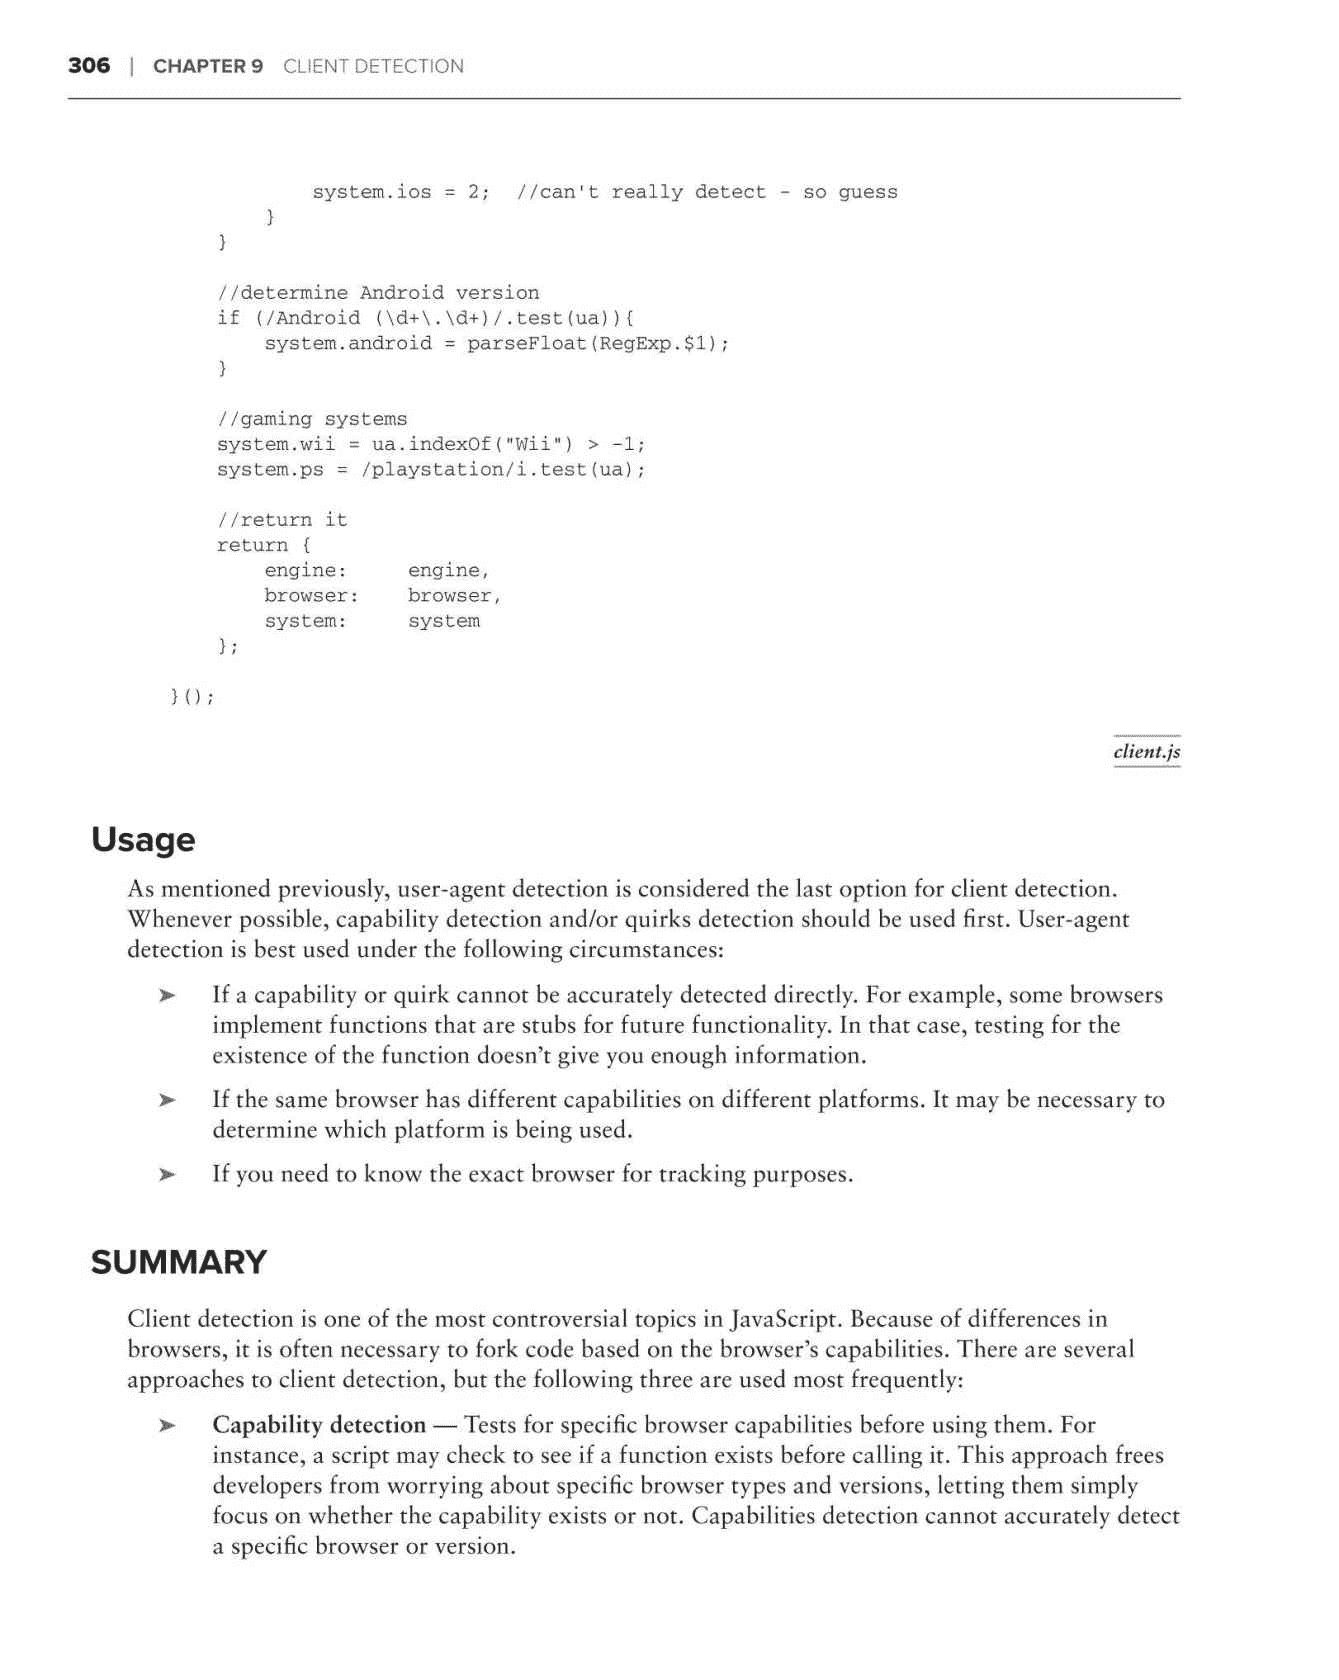 306 | CHAPTER 9 CLIENT DETECTION
system.ios = 2; //can't really detect - so guess
}
}
//determine Android version
if (/Android (\d+\.\d+)/.test(ua)){
system.android = parseFloat(RegExp.$1);
}
//gaming systems
system.wii = ua.indexOf("Wii") > -1;
system.ps = /playstation/i.test(ua);
//return it
return {
engine: engine,
browser: browser,
system: system
};
}();
client.js
Usage
As mentioned previously, user-agent detection is considered the last option for client detection.
Whenever possible, capability detection and/or quirks detection should be used first. User-agent
detection is best used under the following circumstances:
➤ If a capability or quirk cannot be accurately detected directly. For example, some browsers
implement functions that are stubs for future functionality. In that case, testing for the
existence of the function doesn’t give you enough information.
➤ If the same browser has different capabilities on different platforms. It may be necessary to
determine which platform is being used.
➤ If you need to know the exact browser for tracking purposes.
SUMMARY
Client detection is one of the most controversial topics in JavaScript. Because of differences in
browsers, it is often necessary to fork code based on the browser’s capabilities. There are several
approaches to client detection, but the following three are used most frequently:
➤ Capability detection — Tests for specific browser capabilities before using them. For
instance, a script may check to see if a function exists before calling it. This approach frees
developers from worrying about specific browser types and versions, letting them simply
focus on whether the capability exists or not. Capabilities detection cannot accurately detect
a specific browser or version.